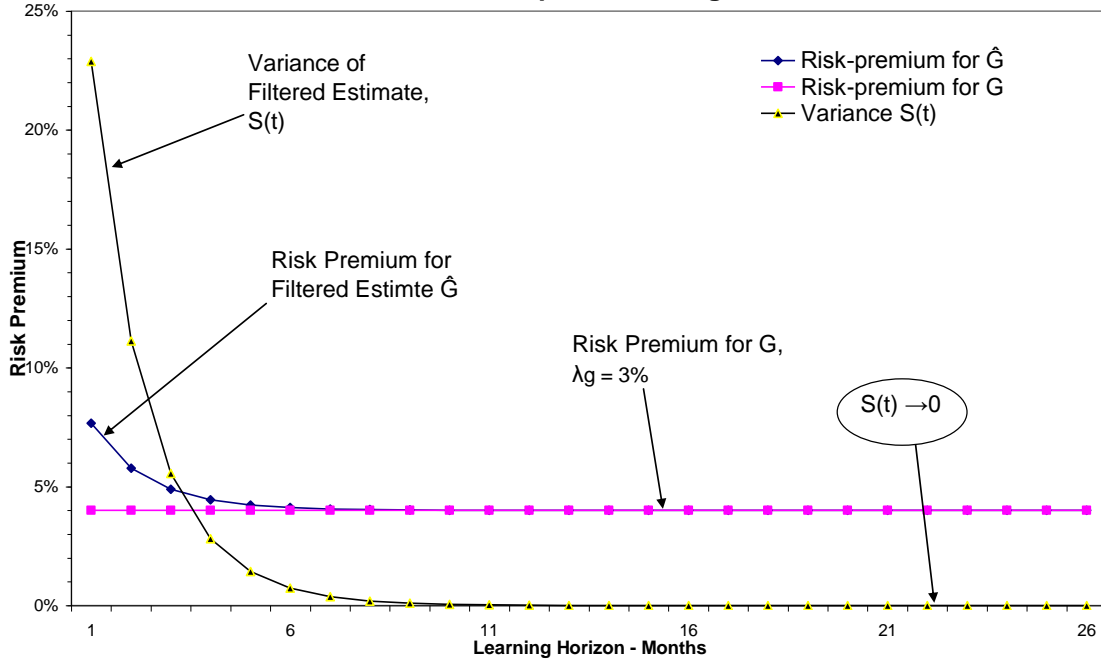 25%
20%
15%
10%
5%
0%
Risk Premium
Variance of
Filtered Estimate,
S(t)
Risk-premium for Ĝ
Risk-premium for G
Variance S(t)
Risk Premium for
Filtered Estimte Ĝ
Risk Premium for G,
λg = 3%
S(t) →0
1
6
11
16
21
26
Learning Horizon - Months